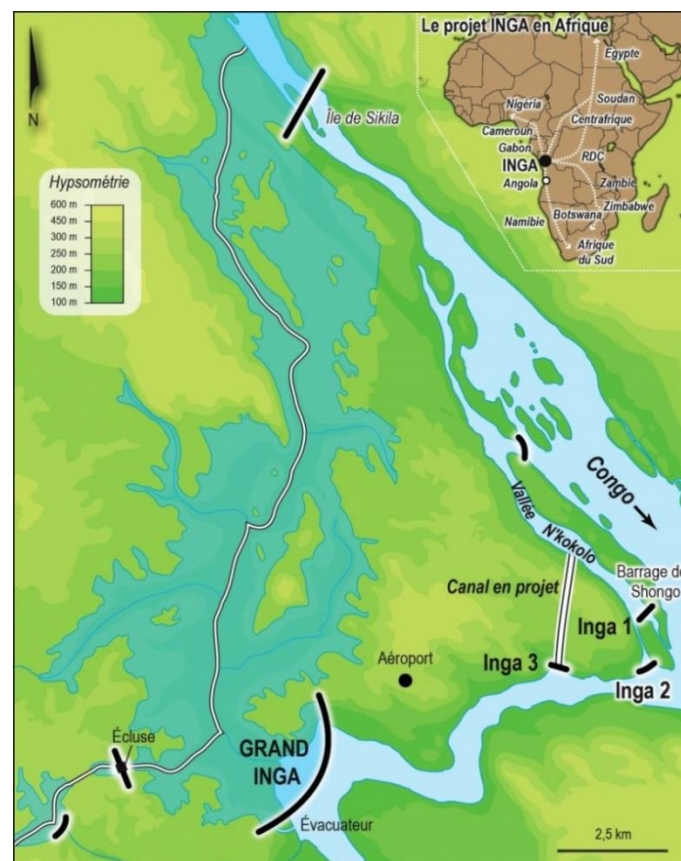 Le projet INGA en Afrique
Égypte
Nigéria
Soudan
Cameroun
Centrafrique
Gabon
INGA
RDC
Angola
Zambie
Zimbabwe
Namibie
Botswana
Afrique
du Sud
N
Île de Sikila
Hypsométrie
600 m
450 m
300 m
250 m
200 m
150 m
100 m
Congo
Vallée
N'kokolo
Canal en projet
Barrage de
Shongo
Inga 1
Inga 3
Inga 2
Aéroport
Écluse
GRAND
INGA
Évacuateur
2,5 km